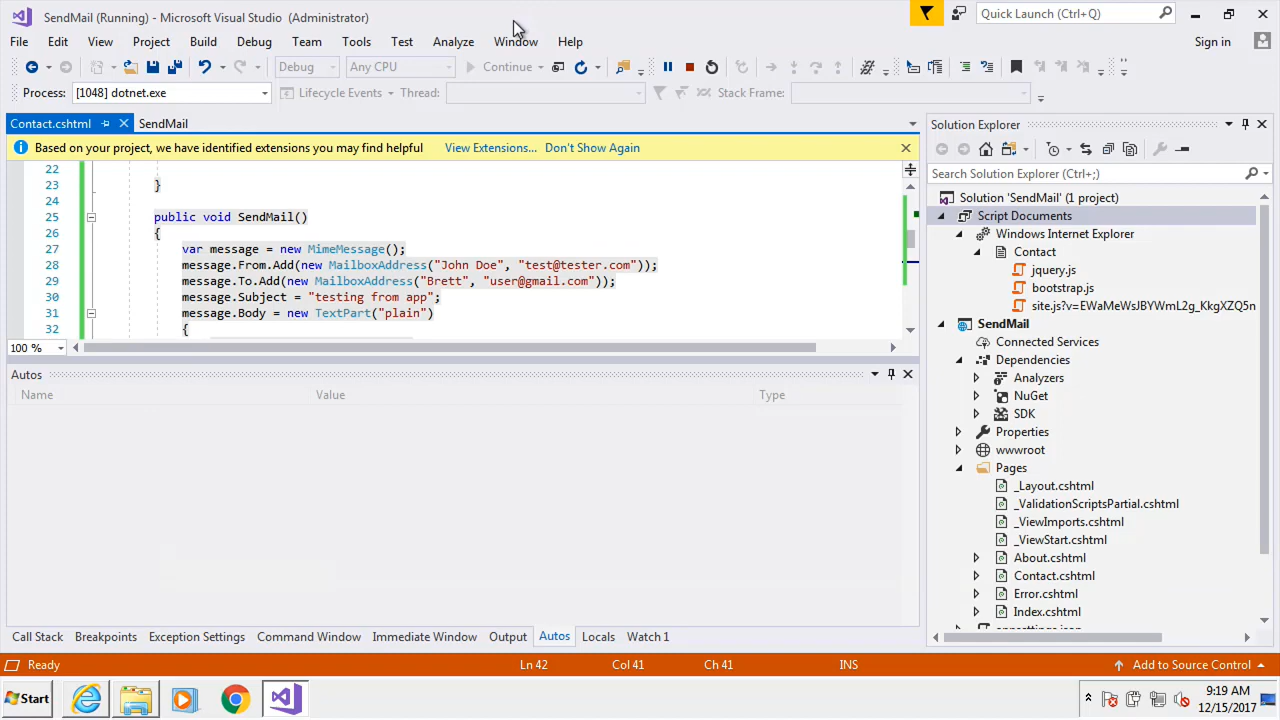 SendMail (Running) - Microsoft Visual Studio (Administrator)
Quick Launch (Ctrl+Q)
File Edit View Project Build Debug Team Tools Test Analyze Window Help
Sign in
Debug Any CPU Continue
Process: [1048] dotnet.exe Lifecycle Events Thread: Stack Frame:
Contact.cshtml SendMail
Based on your project, we have identified extensions you may find helpful View Extensions... Don't Show Again
22
23 }
24
25 public void SendMail()
26 {
27 var message = new MimeMessage();
28 message.From.Add(new MailboxAddress("John Doe", "test@tester.com"));
29 message.To.Add(new MailboxAddress("Brett", "user@gmail.com"));
30 message.Subject = "testing from app";
31 message.Body = new TextPart("plain")
32 {
100 %
Autos
Name Value Type
Call Stack Breakpoints Exception Settings Command Window Immediate Window Output Autos Locals Watch 1
Solution Explorer
Search Solution Explorer (Ctrl+;)
Solution 'SendMail' (1 project)
Script Documents
Windows Internet Explorer
Contact
jquery.js
bootstrap.js
site.js?v=EWaMeWsJBYWmL2g_KkgXZQ5n
SendMail
Connected Services
Dependencies
Analyzers
NuGet
SDK
Properties
wwwroot
Pages
_Layout.cshtml
_ValidationScriptsPartial.cshtml
_ViewImports.cshtml
_ViewStart.cshtml
About.cshtml
Contact.cshtml
Error.cshtml
Index.cshtml
Ready Ln 42 Col 41 Ch 41 INS Add to Source Control
Start
9:19 AM
12/15/2017